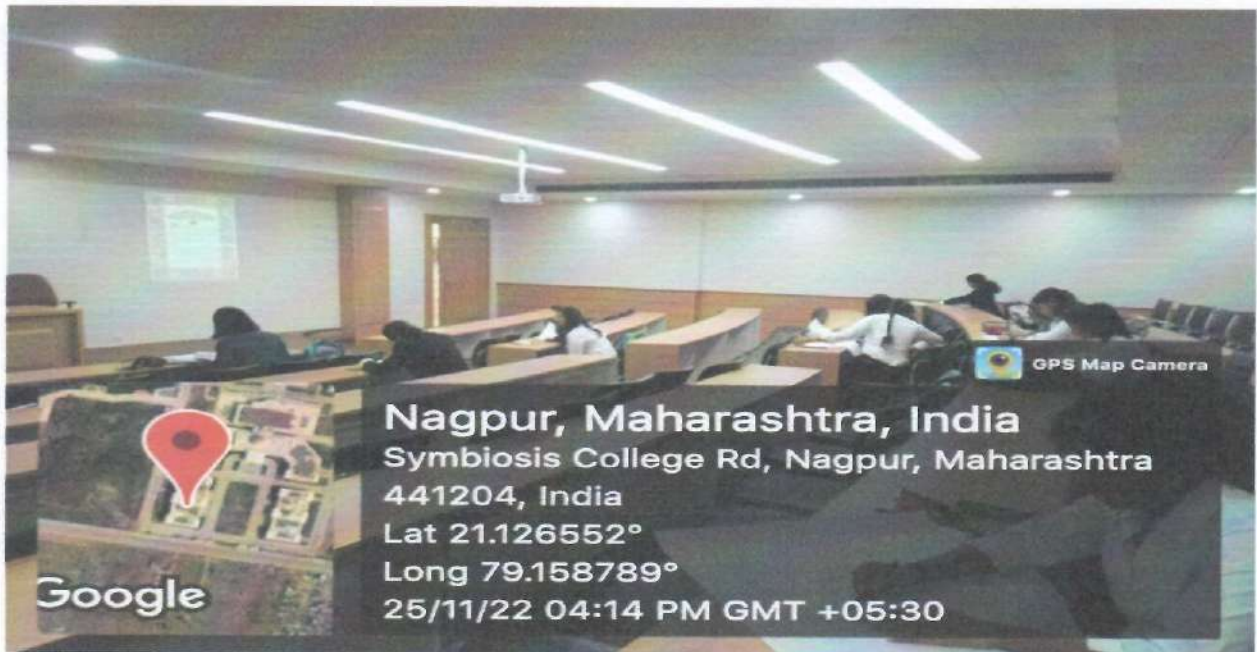 GPS Map Camera
Nagpur, Maharashtra, India
Symbiosis College Rd, Nagpur, Maharashtra
441204, India
Lat 21.126552°
Long 79.158789°
25/11/22 04:14 PM GMT +05:30
Google